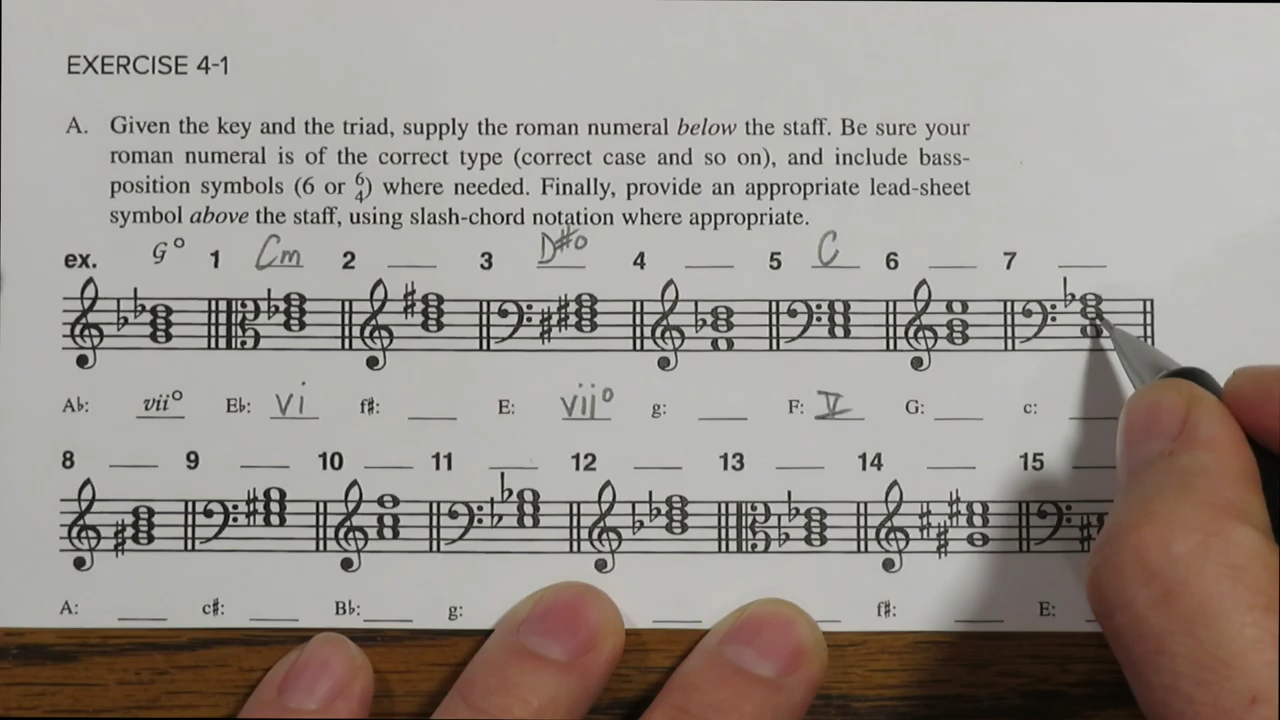 EXERCISE 4-1
A. Given the key and the triad, supply the roman numeral below the staff. Be sure your
roman numeral is of the correct type (correct case and so on), and include bass-
position symbols (6 or 6/4) where needed. Finally, provide an appropriate lead-sheet
symbol above the staff, using slash-chord notation where appropriate.
ex. G° 1 Cm 2 3 D#° 4 5 C 6 7
A♭: vii° E♭: vi f♯: E: vii° g: F: V G: c:
8 9 10 11 12 13 14 15
A: c♯: B♭: g: f♯: E: